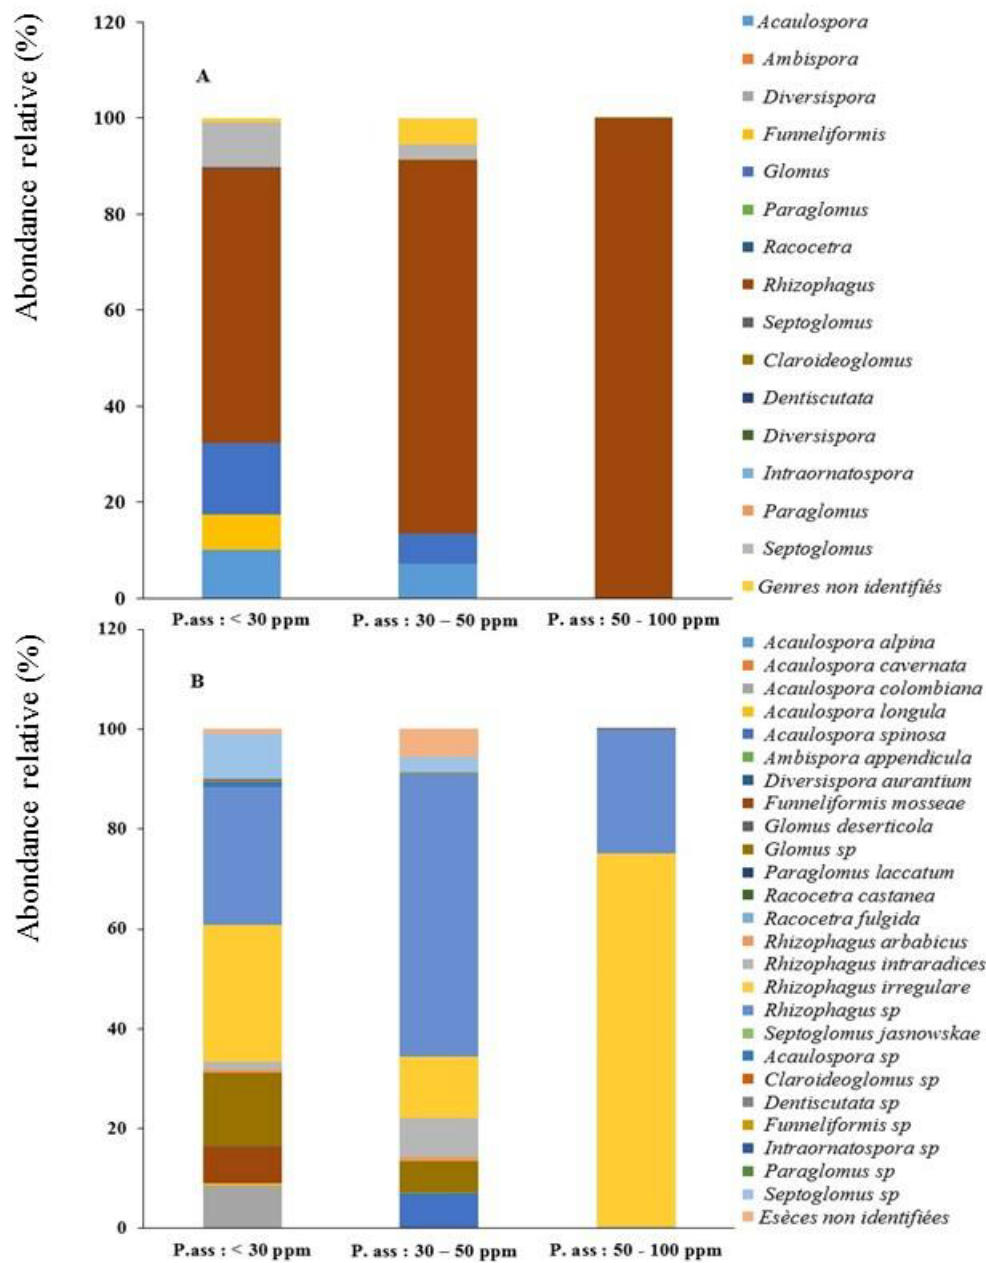 Abondance relative (%)
120
100
80
60
40
20
0
A
P.ass : < 30 ppm
P. ass : 30 – 50 ppm
P. ass : 50 - 100 ppm
Acaulospora
Ambispora
Diversispora
Funneliformis
Glomus
Paraglomus
Racocetra
Rhizophagus
Septoglomus
Claroideoglomus
Dentiscutata
Diversispora
Intraornatospora
Paraglomus
Septoglomus
Genres non identifiés
Abondance relative (%)
120
100
80
60
40
20
0
B
P.ass : < 30 ppm
P. ass : 30 – 50 ppm
P. ass : 50 - 100 ppm
Acaulospora alpina
Acaulospora cavernata
Acaulospora colombiana
Acaulospora longula
Acaulospora spinosa
Ambispora appendicula
Diversispora aurantium
Funneliformis mosseae
Glomus deserticola
Glomus sp
Paraglomus laccatum
Racocetra castanea
Racocetra fulgida
Rhizophagus arbabicus
Rhizophagus intraradices
Rhizophagus irregulare
Rhizophagus sp
Septoglomus jasnowskae
Acaulospora sp
Claroideoglomus sp
Dentiscutata sp
Funneliformis sp
Intraornatospora sp
Paraglomus sp
Septoglomus sp
Esèces non identifiées